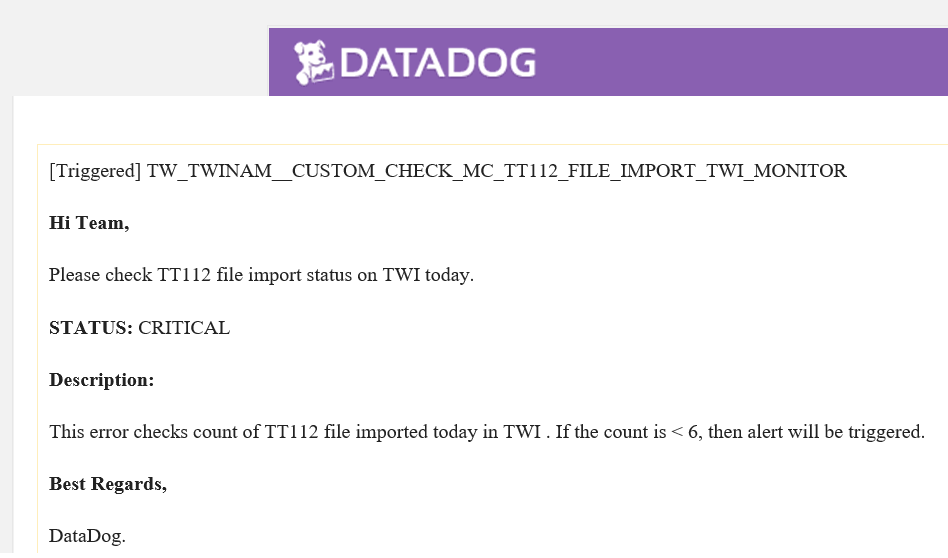 DATADOG
[Triggered] TW_TWINAM__CUSTOM_CHECK_MC_TT112_FILE_IMPORT_TWI_MONITOR
Hi Team,
Please check TT112 file import status on TWI today.
STATUS: CRITICAL
Description:
This error checks count of TT112 file imported today in TWI . If the count is < 6, then alert will be triggered.
Best Regards,
DataDog.